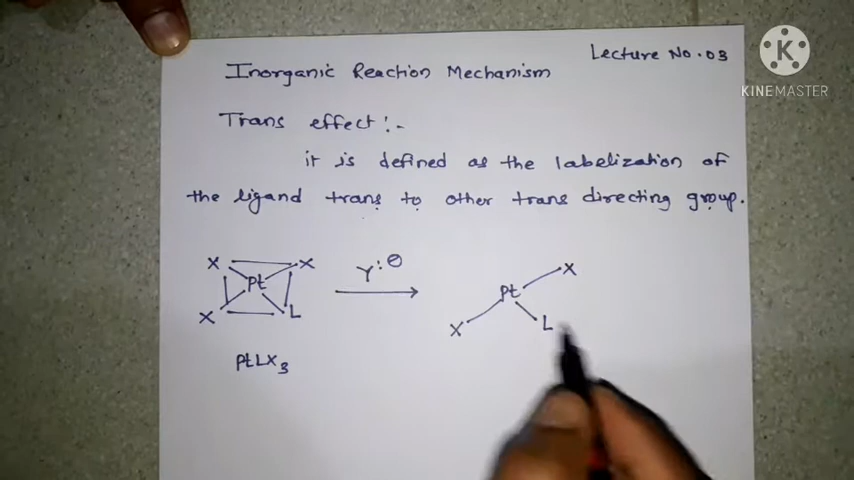 Lecture No.03
Inorganic Reaction Mechanism
Trans effect:-
it is defined as the labelization of
the ligand trans to other trans directing group.
X X Y:⊖ X
Pt Pt
X L X L
PtLX3
K
KINEMASTER